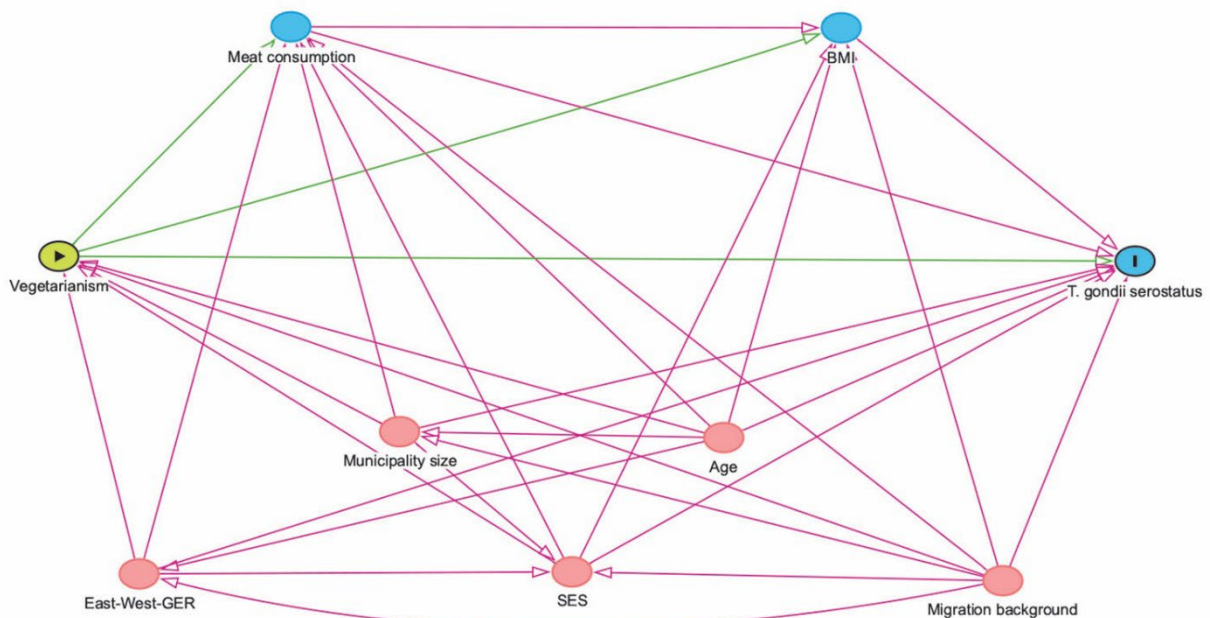 Meat consumption
BMI
Vegetarianism
T. gondii serostatus
Municipality size
Age
East-West-GER
SES
Migration background